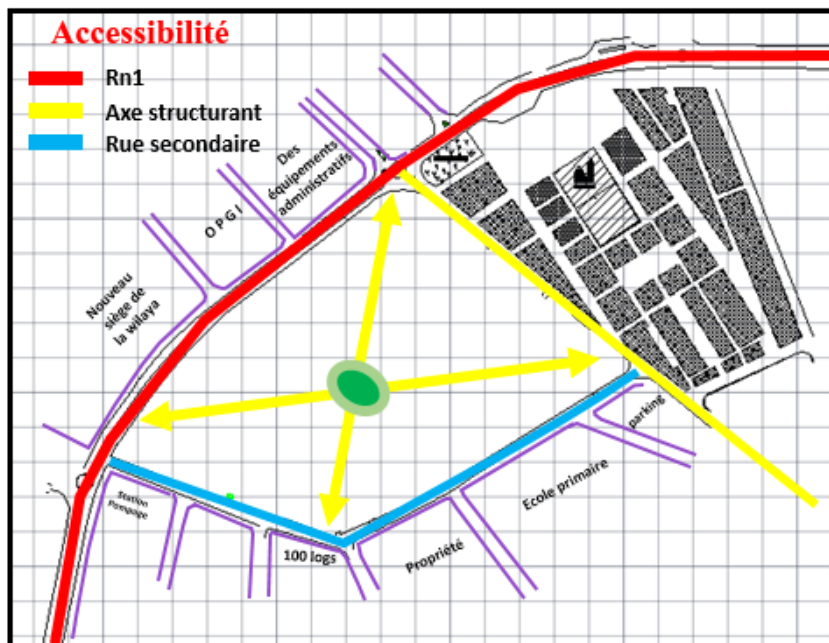 Accessibilité
Rn1
Axe structurant
Rue secondaire
Des
équipements
administratifs
O P G I
Nouveau
siège de
la wilaya
parking
Ecole primaire
Propriété
100 logs
Station
Pompage